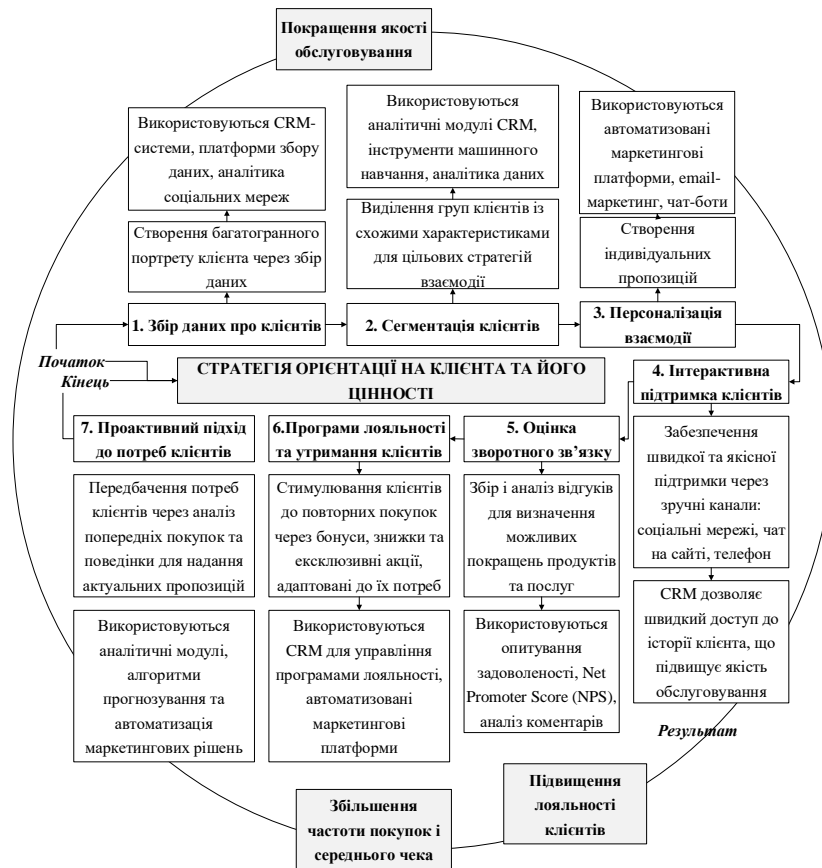 Покращення якості
обслуговування
Використовуються CRM-
системи, платформи збору
даних, аналітика
соціальних мереж
Використовуються
аналітичні модулі CRM,
інструменти машинного
навчання, аналітика даних
Використовуються
автоматизовані
маркетингові
платформи, email-
маркетинг, чат-боти
Створення багатогранного
портрету клієнта через збір
даних
Виділення груп клієнтів із
схожими характеристиками
для цільових стратегій
взаємодії
Створення
індивідуальних
пропозицій
1. Збір даних про клієнтів
2. Сегментація клієнтів
3. Персоналізація
взаємодії
Початок
Кінець
СТРАТЕГІЯ ОРІЄНТАЦІЇ НА КЛІЄНТА ТА ЙОГО
ЦІННОСТІ
4. Інтерактивна
підтримка клієнтів
7. Проактивний підхід
до потреб клієнтів
6.Програми лояльності
та утримання клієнтів
5. Оцінка
зворотного зв’язку
Забезпечення
швидкої та якісної
підтримки через
зручні канали:
соціальні мережі, чат
на сайті, телефон
Передбачення потреб
клієнтів через аналіз
попередніх покупок та
поведінки для надання
актуальних пропозицій
Стимулювання клієнтів
до повторних покупок
через бонуси, знижки та
ексклюзивні акції,
адаптовані до їх потреб
Збір і аналіз відгуків
для визначення
можливих
покращень продуктів
та послуг
CRM дозволяє
швидкий доступ до
історії клієнта, що
підвищує якість
обслуговування
Використовуються
аналітичні модулі,
алгоритми
прогнозування та
автоматизація
маркетингових рішень
Використовуються
CRM для управління
програмами лояльності,
автоматизовані
маркетингові
платформи
Використовуються
опитування
задоволеності, Net
Promoter Score (NPS),
аналіз коментарів
Результат
Підвищення
лояльності
клієнтів
Збільшення
частоти покупок і
середнього чека